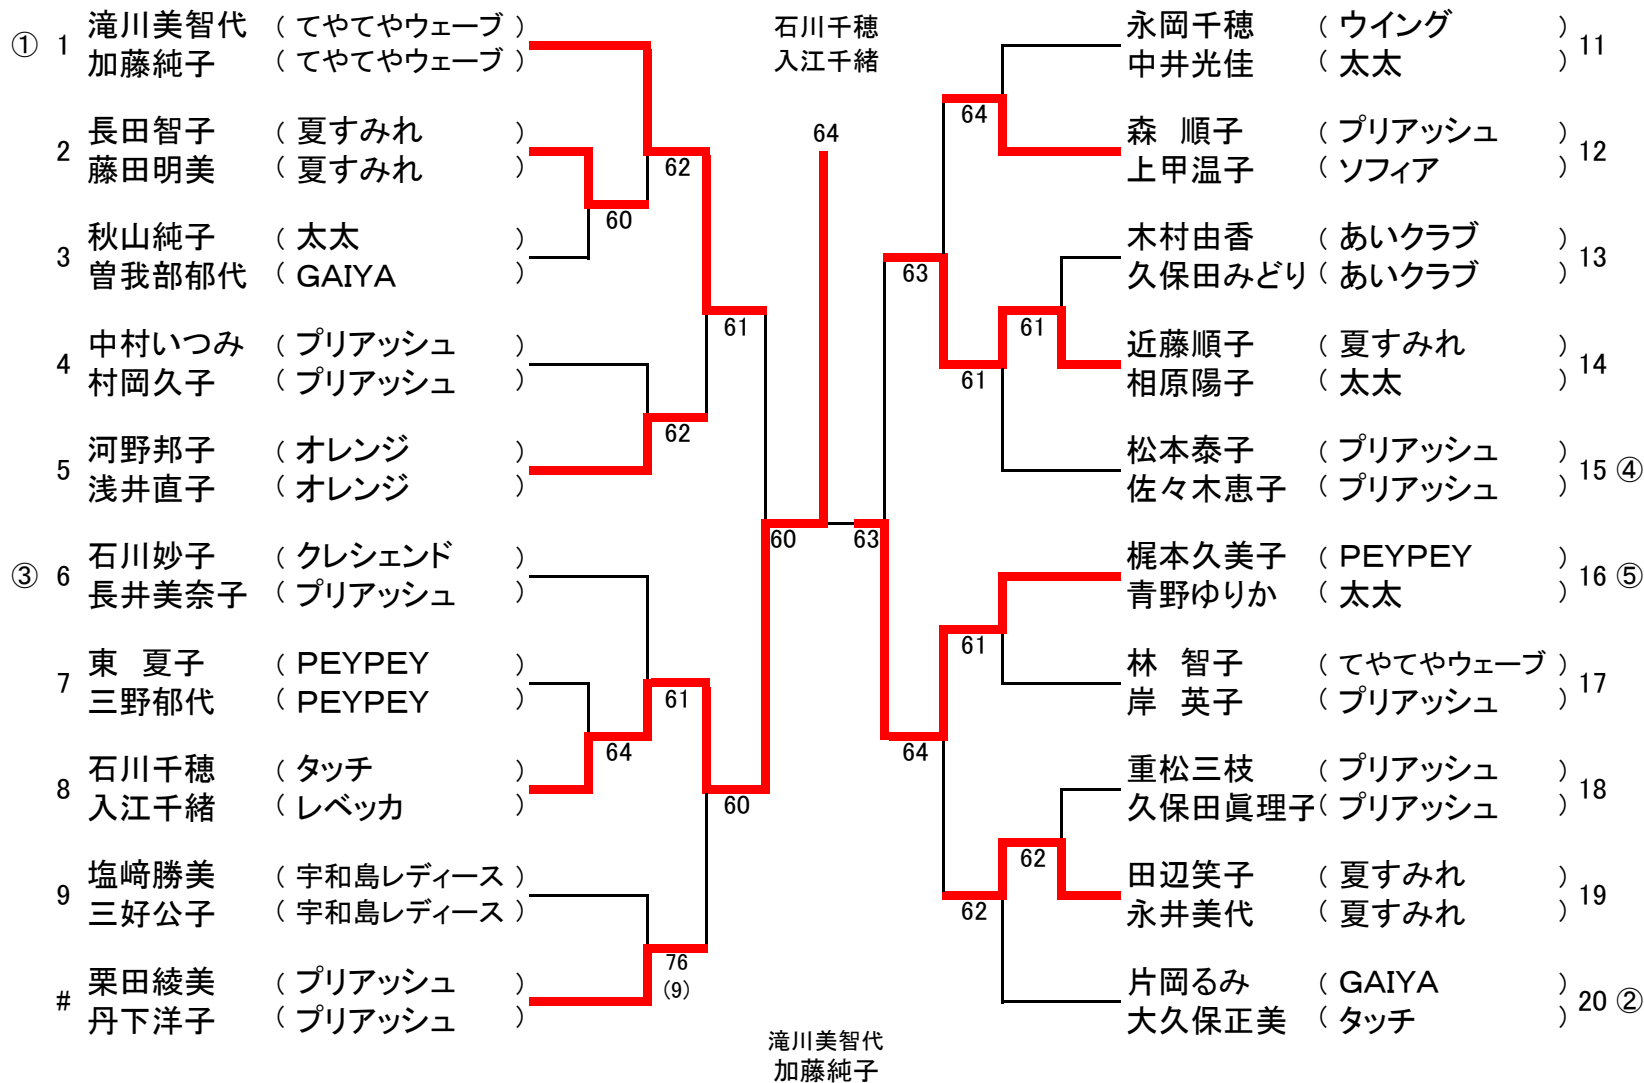 ① 1 滝川美智代 （ てやてやウェーブ ）
加藤純子 （ てやてやウェーブ ）
2 長田智子 （ 夏すみれ ）
藤田明美 （ 夏すみれ ）
3 秋山純子 （ 太太 ）
曽我部郁代 （ GAIYA ）
4 中村いつみ （ プリアッシュ ）
村岡久子 （ プリアッシュ ）
5 河野邦子 （ オレンジ ）
浅井直子 （ オレンジ ）
③ 6 石川妙子 （ クレシェンド ）
長井美奈子 （ プリアッシュ ）
7 東 夏子 （ PEYPEY ）
三野郁代 （ PEYPEY ）
8 石川千穂 （ タッチ ）
入江千緒 （ レベッカ ）
9 塩﨑勝美 （ 宇和島レディース ）
三好公子 （ 宇和島レディース ）
# 栗田綾美 （ プリアッシュ ）
丹下洋子 （ プリアッシュ ）
62
60
61
62
61
64
60
76
(9)
石川千穂
入江千緒
64
60 63
滝川美智代
加藤純子
64
63
61
61
61
64
62
62
永岡千穂 （ ウイング ） 11
中井光佳 （ 太太 ）
森 順子 （ プリアッシュ ） 12
上甲温子 （ ソフィア ）
木村由香 （ あいクラブ ） 13
久保田みどり （ あいクラブ ）
近藤順子 （ 夏すみれ ） 14
相原陽子 （ 太太 ）
松本泰子 （ プリアッシュ ） 15 ④
佐々木恵子 （ プリアッシュ ）
梶本久美子 （ PEYPEY ） 16 ⑤
青野ゆりか （ 太太 ）
林 智子 （ てやてやウェーブ ） 17
岸 英子 （ プリアッシュ ）
重松三枝 （ プリアッシュ ） 18
久保田眞理子 （ プリアッシュ ）
田辺笑子 （ 夏すみれ ） 19
永井美代 （ 夏すみれ ）
片岡るみ （ GAIYA ） 20 ②
大久保正美 （ タッチ ）